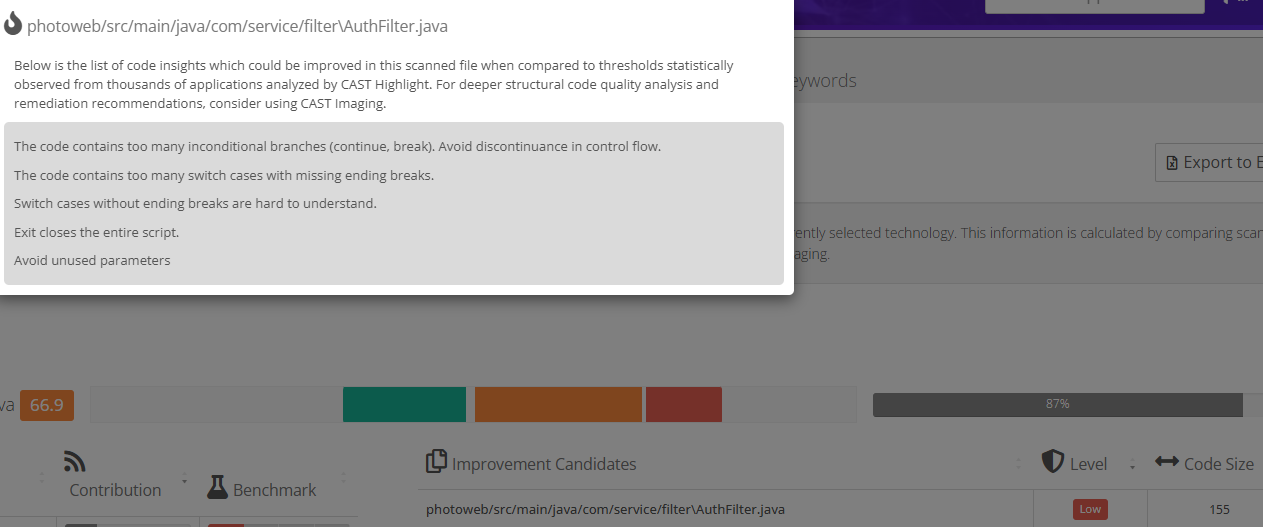 photoweb/src/main/java/com/service/filter\AuthFilter.java
Below is the list of code insights which could be improved in this scanned file when compared to thresholds statistically
observed from thousands of applications analyzed by CAST Highlight. For deeper structural code quality analysis and
remediation recommendations, consider using CAST Imaging.
The code contains too many inconditional branches (continue, break). Avoid discontinuance in control flow.
The code contains too many switch cases with missing ending breaks.
Switch cases without ending breaks are hard to understand.
Exit closes the entire script.
Avoid unused parameters
eywords
Export to E
ently selected technology. This information is calculated by comparing scan
aging.
va 66.9 87%
Contribution Benchmark
Improvement Candidates Level Code Size
photoweb/src/main/java/com/service/filter\AuthFilter.java Low 155